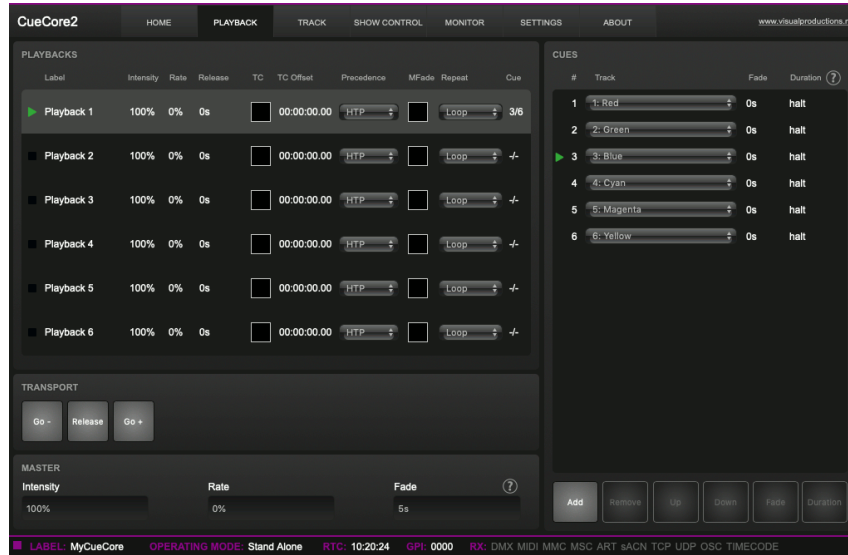 CueCore2 HOME PLAYBACK TRACK SHOW CONTROL MONITOR SETTINGS ABOUT www.visualproductions.n
PLAYBACKS
Label Intensity Rate Release TC TC Offset Precedence MFade Repeat Cue
Playback 1 100% 0% 0s 00:00:00.00 HTP Loop 3/6
Playback 2 100% 0% 0s 00:00:00.00 HTP Loop -/-
Playback 3 100% 0% 0s 00:00:00.00 HTP Loop -/-
Playback 4 100% 0% 0s 00:00:00.00 HTP Loop -/-
Playback 5 100% 0% 0s 00:00:00.00 HTP Loop -/-
Playback 6 100% 0% 0s 00:00:00.00 HTP Loop -/-
TRANSPORT
Go - Release Go +
MASTER
Intensity Rate Fade ?
100% 0% 5s
CUES
# Track Fade Duration ?
1 1: Red 0s halt
2 2: Green 0s halt
3 3: Blue 0s halt
4 4: Cyan 0s halt
5 5: Magenta 0s halt
6 6: Yellow 0s halt
Add Remove Up Down Fade Duration
LABEL: MyCueCore OPERATING MODE: Stand Alone RTC: 10:20:24 GPI: 0000 RX: DMX MIDI MMC MSC ART sACN TCP UDP OSC TIMECODE